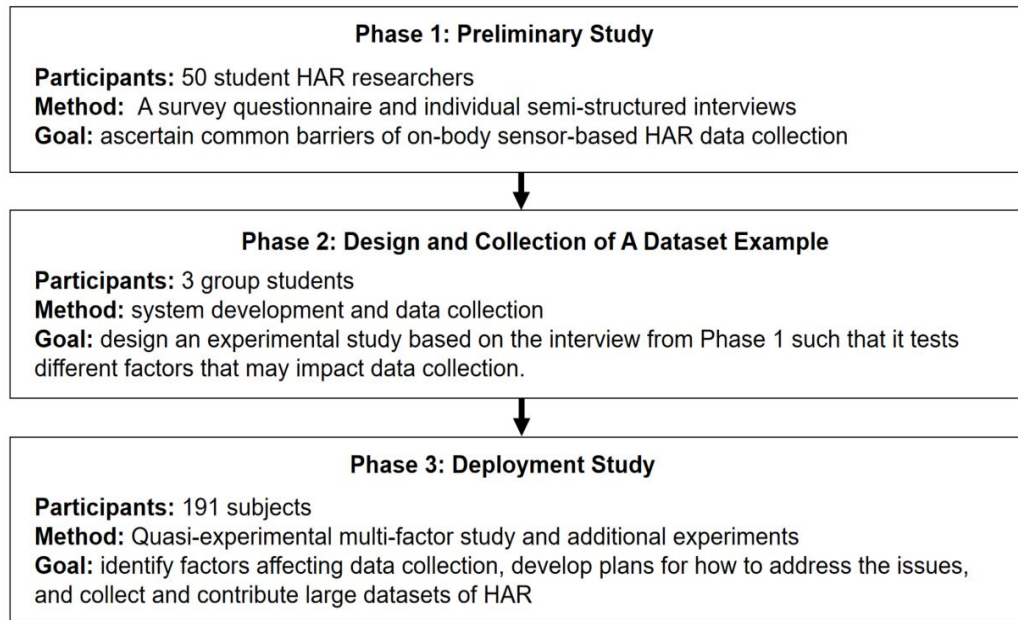 Phase 1: Preliminary Study
Participants: 50 student HAR researchers
Method: A survey questionnaire and individual semi-structured interviews
Goal: ascertain common barriers of on-body sensor-based HAR data collection
Phase 2: Design and Collection of A Dataset Example
Participants: 3 group students
Method: system development and data collection
Goal: design an experimental study based on the interview from Phase 1 such that it tests
different factors that may impact data collection.
Phase 3: Deployment Study
Participants: 191 subjects
Method: Quasi-experimental multi-factor study and additional experiments
Goal: identify factors affecting data collection, develop plans for how to address the issues,
and collect and contribute large datasets of HAR